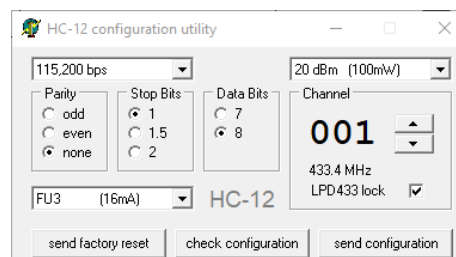 HC-12 configuration utility
115,200 bps
20 dBm (100mW)
Parity
odd
even
none
Stop Bits
1
1.5
2
Data Bits
7
8
Channel
001
433.4 MHz
LPD433 lock
FU3 (16mA)
HC-12
send factory reset
check configuration
send configuration